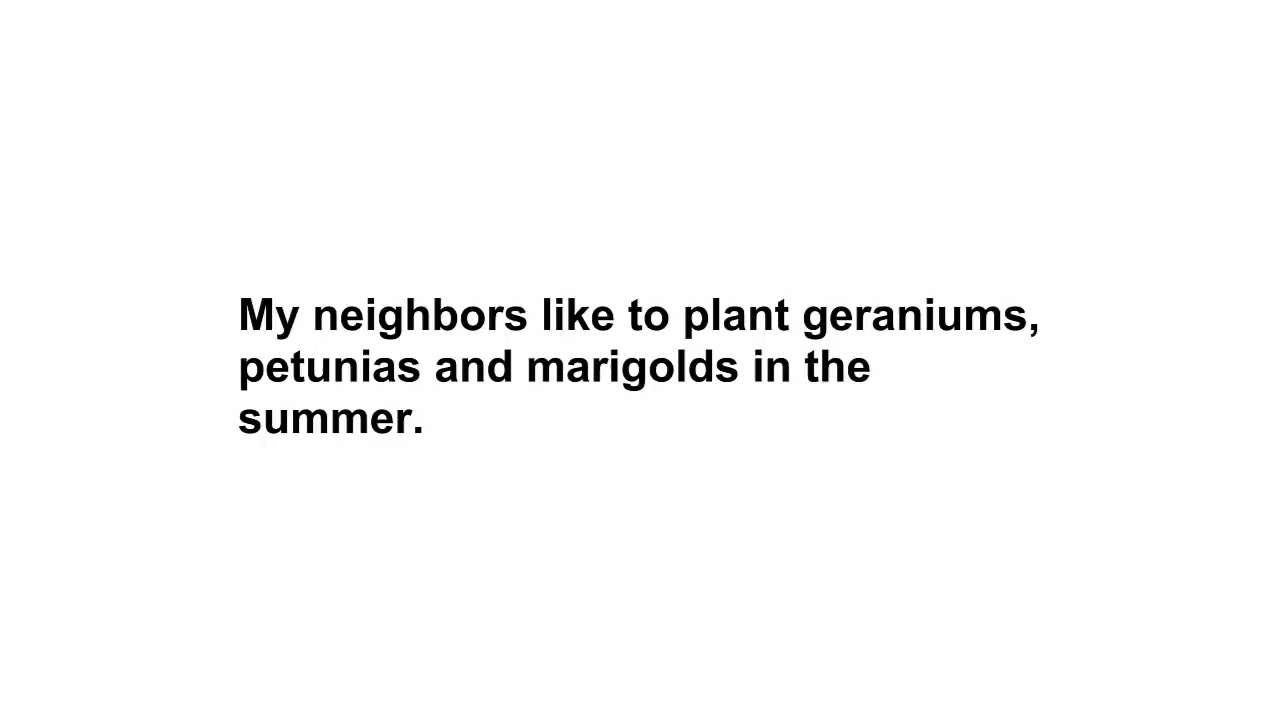 My neighbors like to plant geraniums,
petunias and marigolds in the
summer.